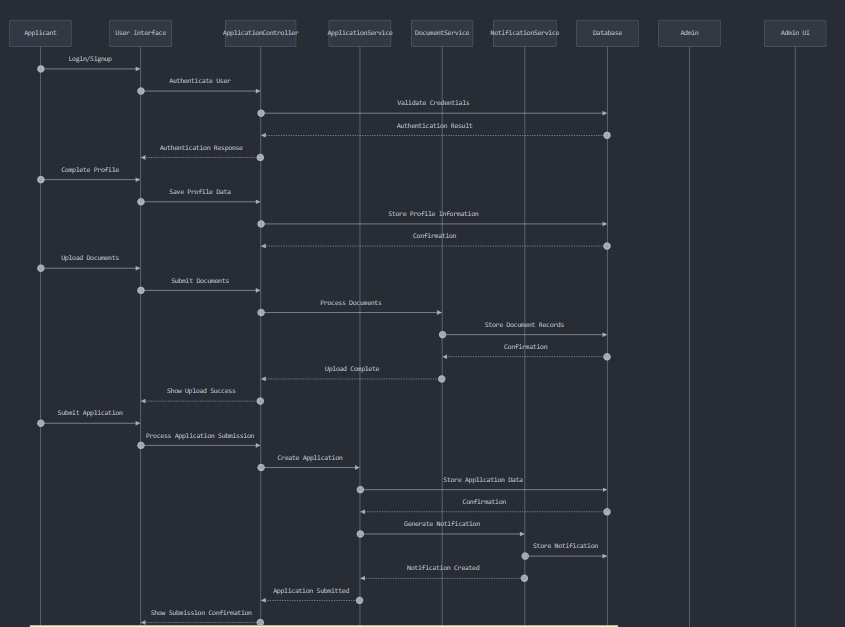 Applicant
User Interface
ApplicationController
ApplicationService
DocumentService
NotificationService
Database
Admin
Admin UI
Login/Signup
Authenticate User
Validate Credentials
Authentication Result
Authentication Response
Complete Profile
Save Profile Data
Store Profile Information
Confirmation
Upload Documents
Submit Documents
Process Documents
Store Document Records
Confirmation
Upload Complete
Show Upload Success
Submit Application
Process Application Submission
Create Application
Store Application Data
Confirmation
Generate Notification
Store Notification
Notification Created
Application Submitted
Show Submission Confirmation